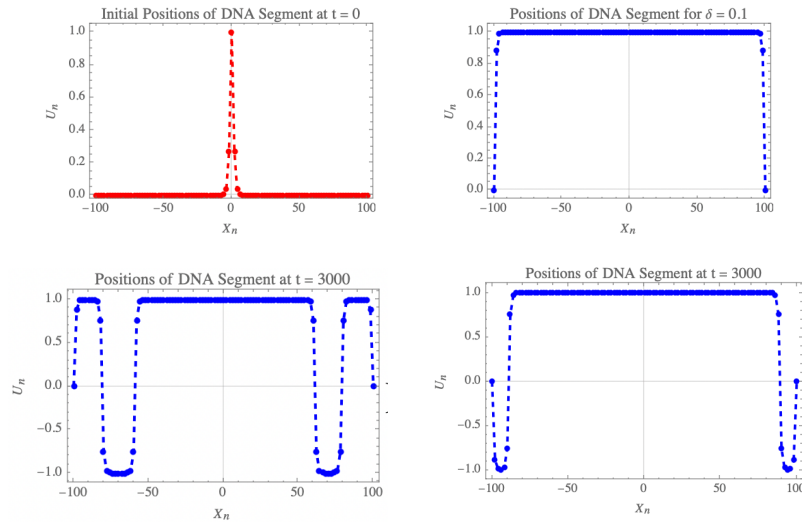 Initial Positions of DNA Segment at t = 0
1.0
0.8
0.6
0.4
0.2
0.0
U_n
-100 -50 0 50 100
X_n
Positions of DNA Segment for δ = 0.1
1.0
0.8
0.6
0.4
0.2
0.0
U_n
-100 -50 0 50 100
X_n
Positions of DNA Segment at t = 3000
1.0
0.5
0.0
-0.5
-1.0
U_n
-100 -50 0 50 100
X_n
Positions of DNA Segment at t = 3000
1.0
0.5
0.0
-0.5
-1.0
U_n
-100 -50 0 50 100
X_n